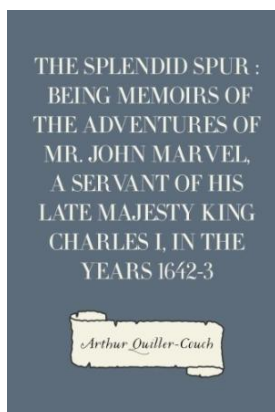 THE SPLENDID SPUR :
BEING MEMOIRS OF
THE ADVENTURES OF
MR. JOHN MARVEL,
A SERVANT OF HIS
LATE MAJESTY KING
CHARLES I, IN THE
YEARS 1642-3
Arthur Quiller-Couch